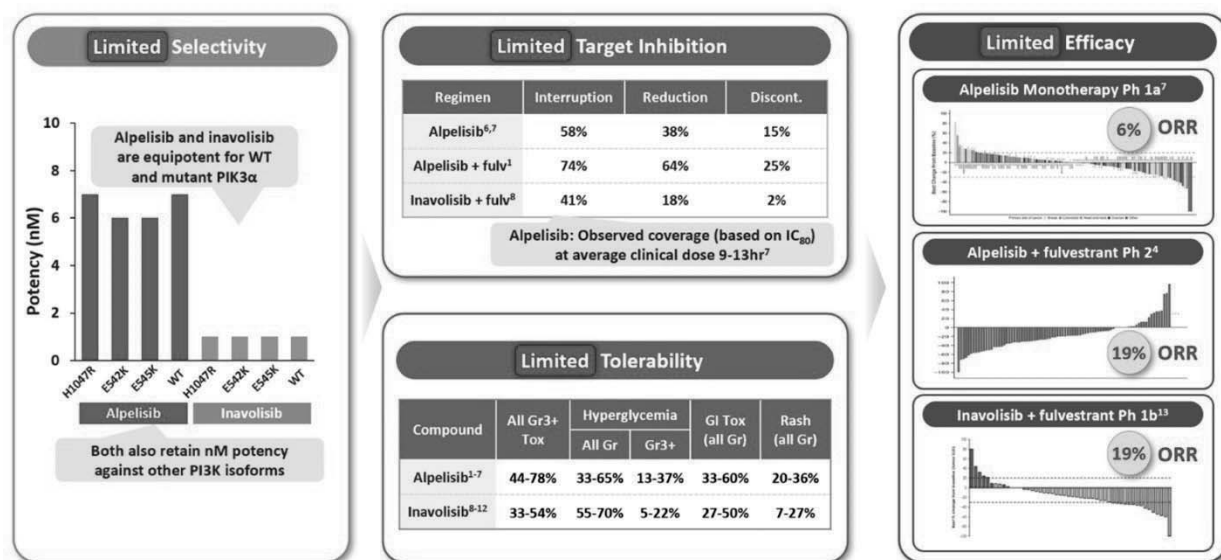 Limited Selectivity
Potency (nM)
10
8
6
4
2
0
Alpelisib and inavolisib
are equipotent for WT
and mutant PIK3α
H1047R
E542K
E545K
WT
H1047R
E542K
E545K
WT
Alpelisib
Inavolisib
Both also retain nM potency
against other PI3K isoforms
Limited Target Inhibition
Regimen Interruption Reduction Discont.
Alpelisib6,7 58% 38% 15%
Alpelisib + fulv1 74% 64% 25%
Inavolisib + fulv8 41% 18% 2%
Alpelisib: Observed coverage (based on IC80)
at average clinical dose 9-13hr7
Limited Tolerability
Compound All Gr3+ Tox Hyperglycemia GI Tox (all Gr) Rash (all Gr)
All Gr Gr3+
Alpelisib1-7 44-78% 33-65% 13-37% 33-60% 20-36%
Inavolisib8-12 33-54% 55-70% 5-22% 27-50% 7-27%
Limited Efficacy
Alpelisib Monotherapy Ph 1a7
6% ORR
Alpelisib + fulvestrant Ph 24
19% ORR
Inavolisib + fulvestrant Ph 1b13
19% ORR